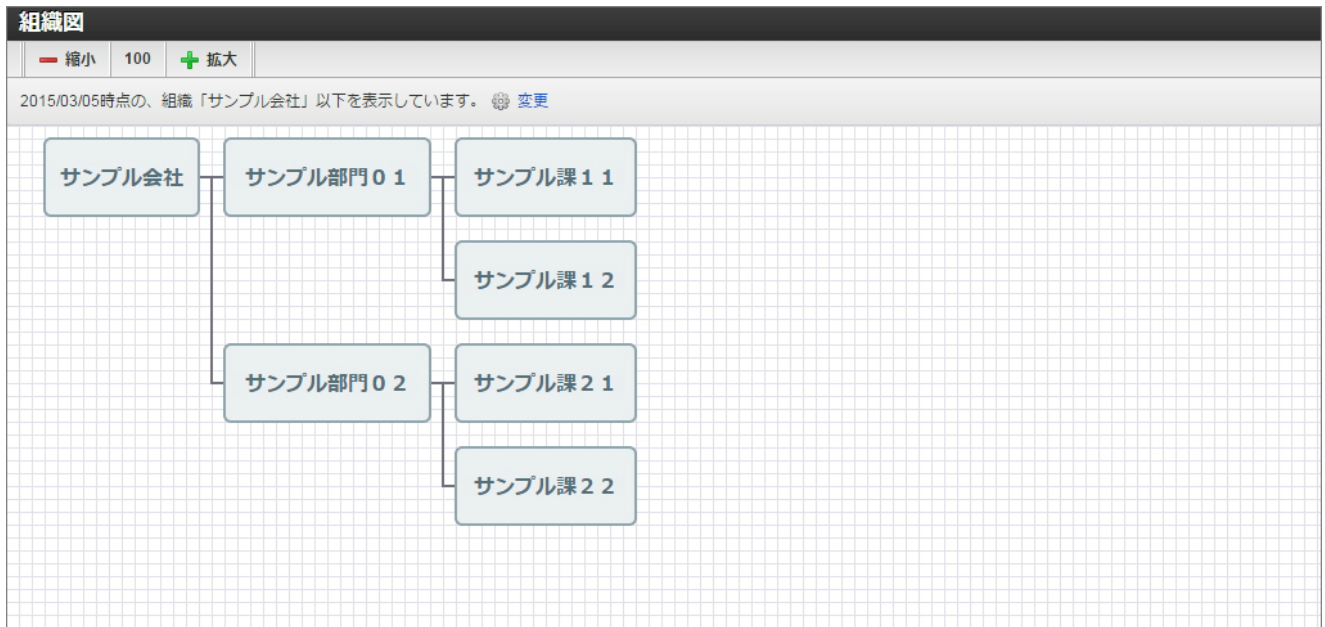 組織図
縮小 100 拡大
2015/03/05時点の、組織「サンプル会社」以下を表示しています。 変更
サンプル会社 サンプル部門０１ サンプル課１１
サンプル課１２
サンプル部門０２ サンプル課２１
サンプル課２２